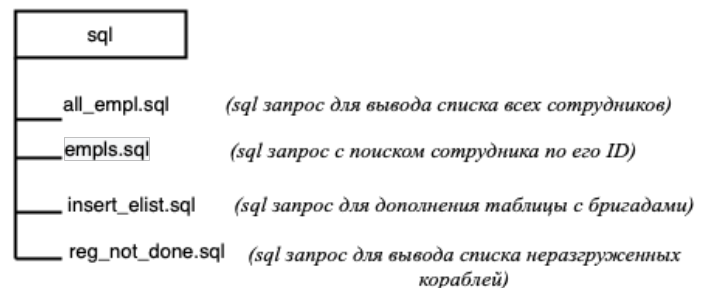 sql
all_empl.sql (sql запрос для вывода списка всех сотрудников)
empls.sql (sql запрос с поиском сотрудника по его ID)
insert_elist.sql (sql запрос для дополнения таблицы с бригадами)
reg_not_done.sql (sql запрос для вывода списка неразгруженных
кораблей)